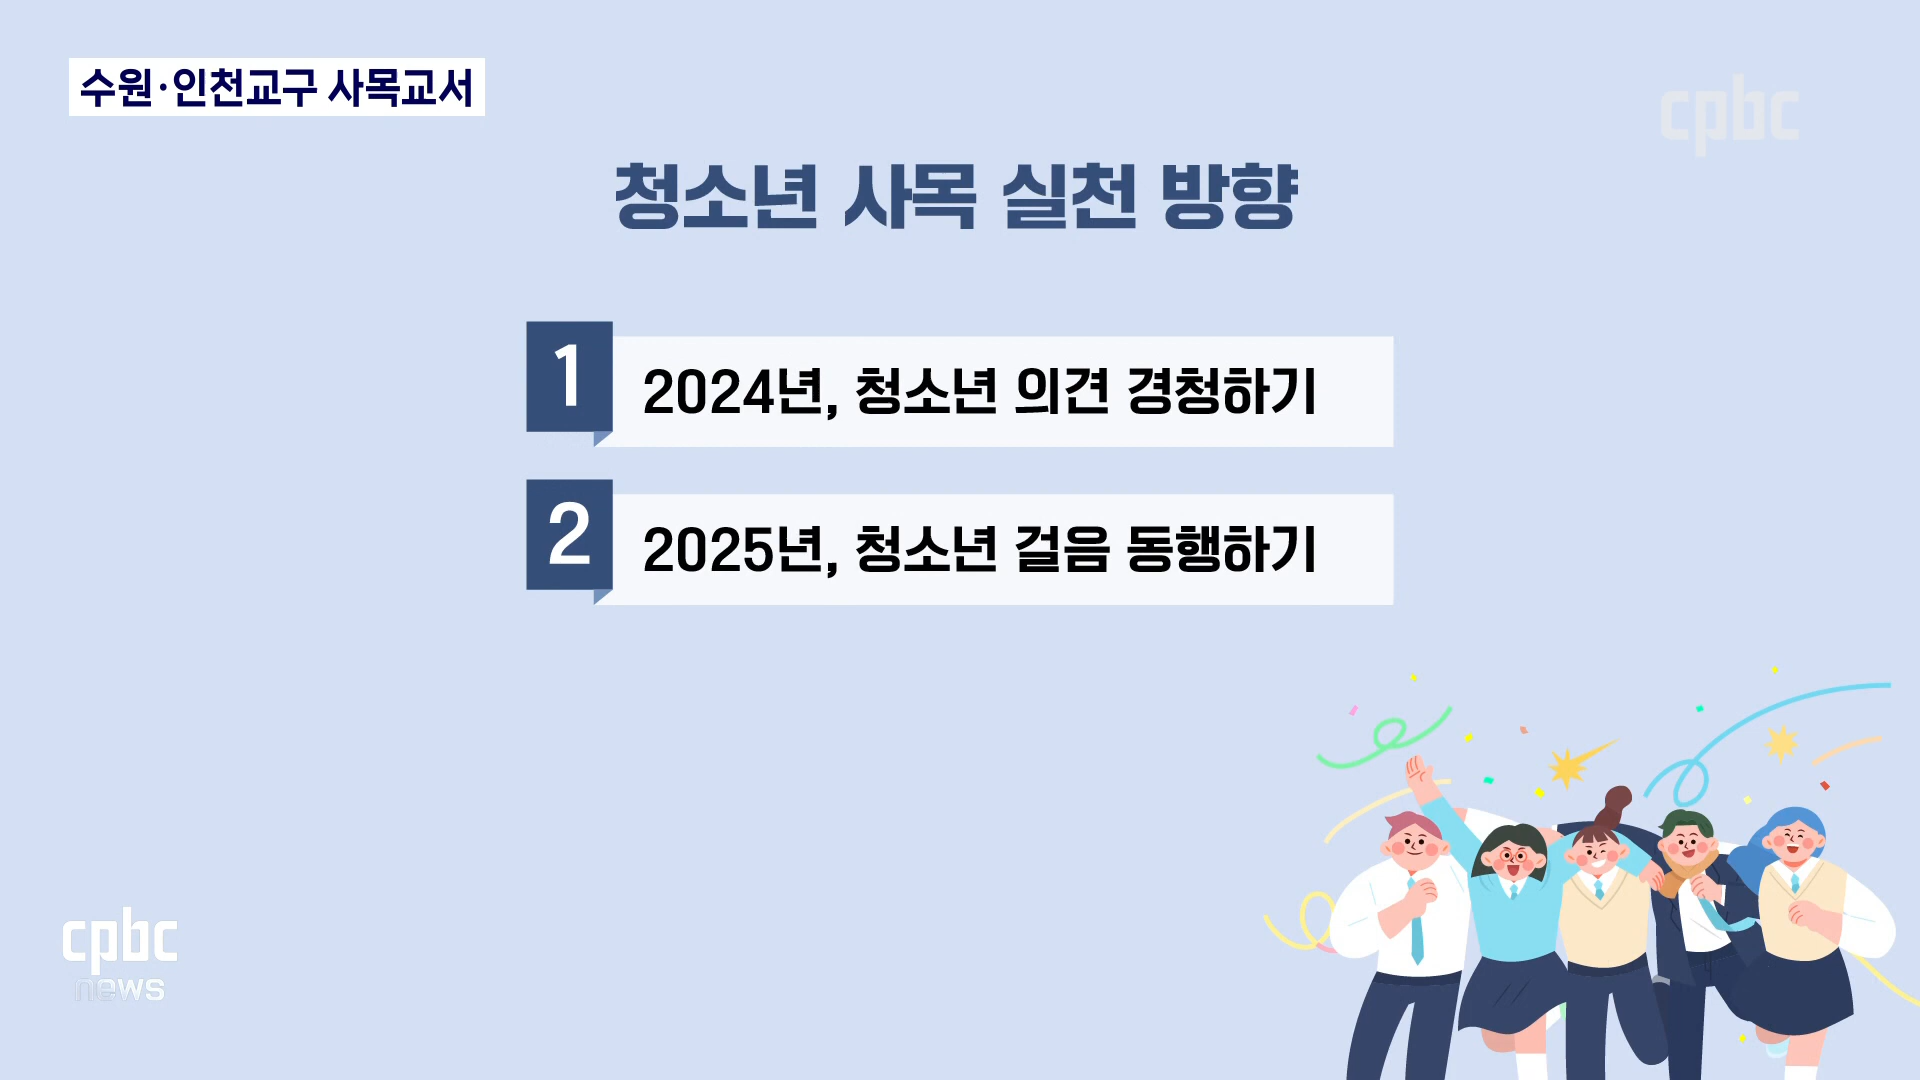 수원·인천교구 사목교서
cpbc
청소년 사목 실천 방향
1 2024년, 청소년 의견 경청하기
2 2025년, 청소년 걸음 동행하기
cpbc
news